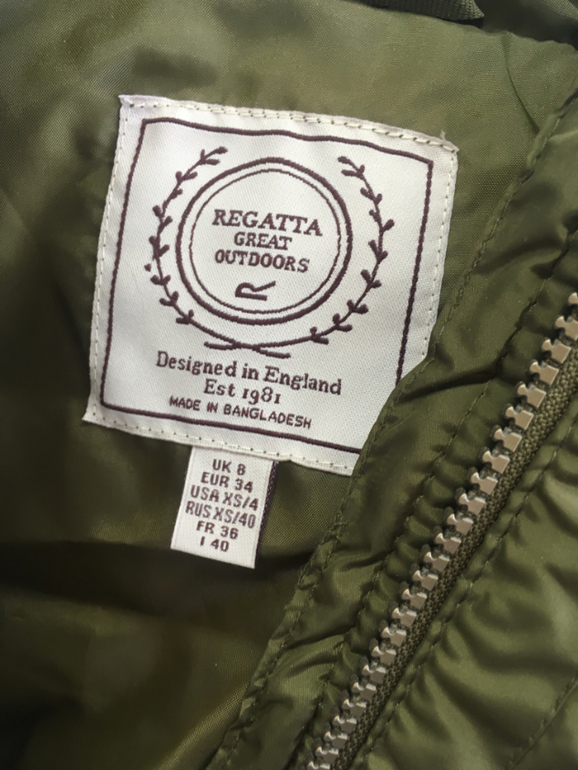 REGATTA
GREAT
OUTDOORS
R
Designed in England
Est 1981
MADE IN BANGLADESH
UK 8
EUR 34
USA XS/4
RUS XS/40
FR 36
I 40